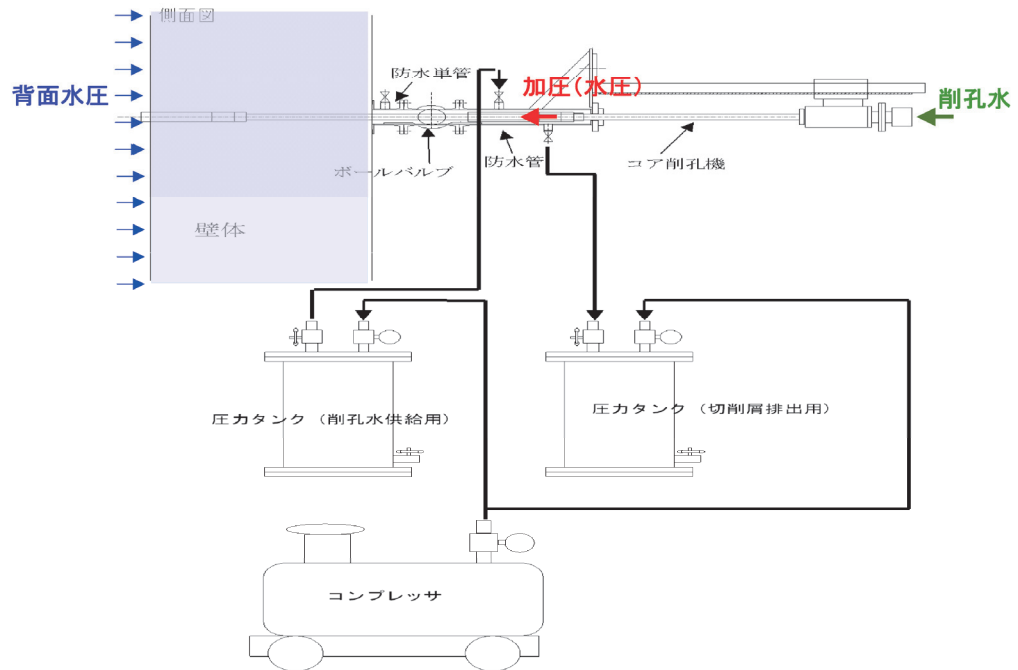 側面図
防水単管
加圧(水圧)
背面水圧
削孔水
ボールバルブ
防水管
コア削孔機
壁体
圧力タンク（削孔水供給用）
圧力タンク（切削屑排出用）
コンプレッサ